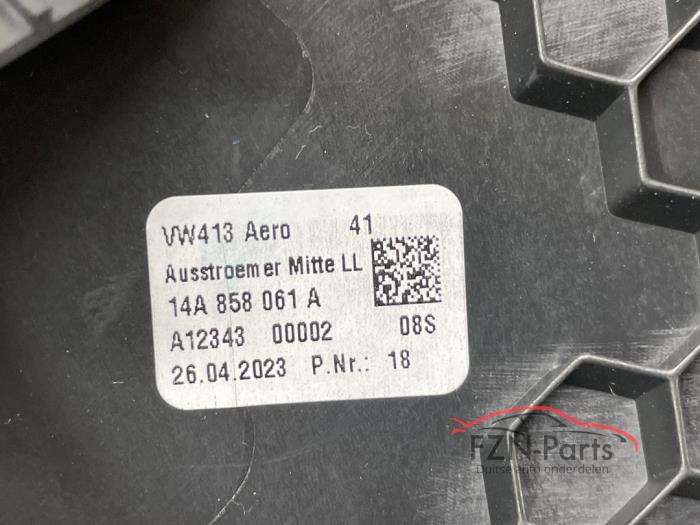 VW413 Aero 41
Ausstroemer Mitte LL
14A 858 061 A
A12343 00002 08S
26.04.2023 P.Nr.: 18
FZN-Parts
Duitse auto onderdelen